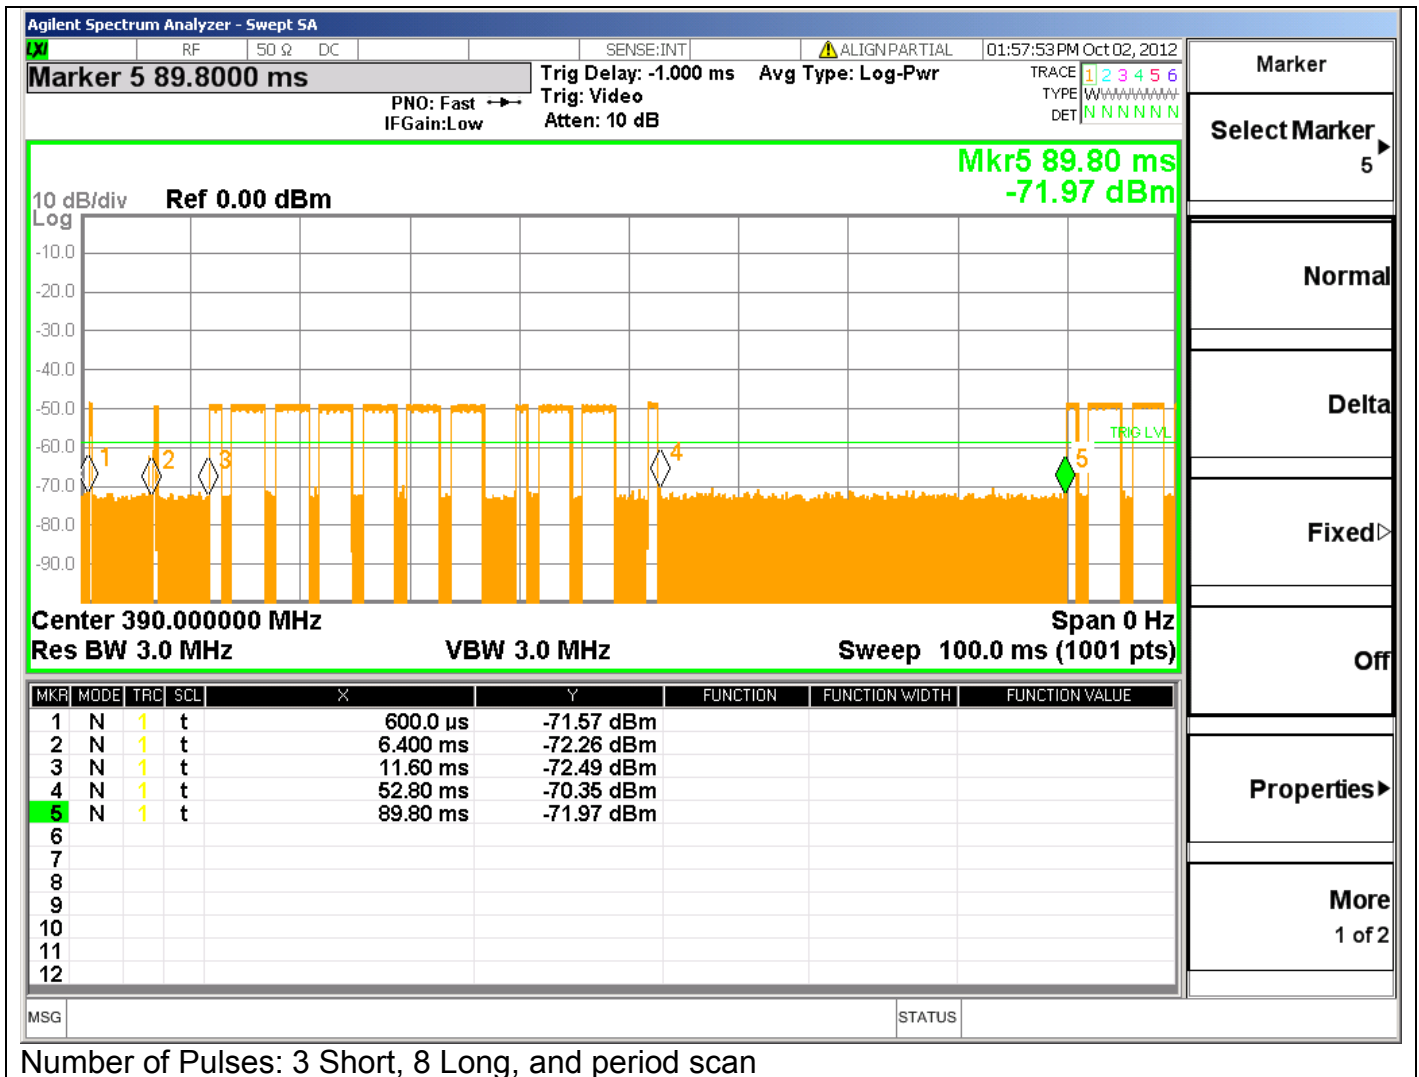 Agilent Spectrum Analyzer - Swept SA
LXI RF 50 Ω DC SENSE:INT ALIGN PARTIAL 01:57:53 PM Oct 02, 2012
Marker 5 89.8000 ms
PNO: Fast
IFGain:Low
Trig Delay: -1.000 ms
Trig: Video
Atten: 10 dB
Avg Type: Log-Pwr
TRACE 1 2 3 4 5 6
TYPE W
DET N N N N N N
Mkr5 89.80 ms
-71.97 dBm
10 dB/div Ref 0.00 dBm
Log
-10.0
-20.0
-30.0
-40.0
-50.0
-60.0
-70.0
-80.0
-90.0
TRIG LVL
1 2 3 4 5
Center 390.000000 MHz Span 0 Hz
Res BW 3.0 MHz VBW 3.0 MHz Sweep 100.0 ms (1001 pts)
MKR MODE TRC SCL X Y FUNCTION FUNCTION WIDTH FUNCTION VALUE
1 N 1 t 600.0 µs -71.57 dBm
2 N 1 t 6.400 ms -72.26 dBm
3 N 1 t 11.60 ms -72.49 dBm
4 N 1 t 52.80 ms -70.35 dBm
5 N 1 t 89.80 ms -71.97 dBm
6
7
8
9
10
11
12
MSG STATUS
Marker
Select Marker
5
Normal
Delta
Fixed
Off
Properties
More
1 of 2
Number of Pulses: 3 Short, 8 Long, and period scan